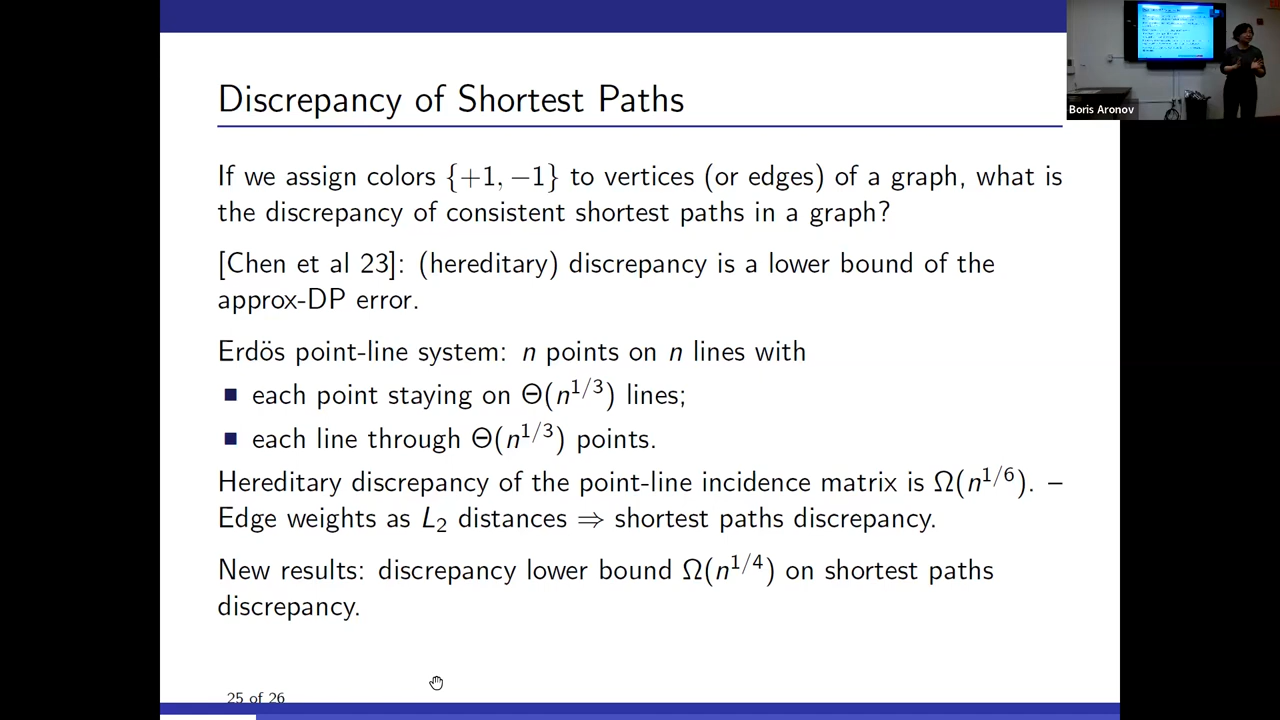 Discrepancy of Shortest Paths
If we assign colors {+1, −1} to vertices (or edges) of a graph, what is
the discrepancy of consistent shortest paths in a graph?
[Chen et al 23]: (hereditary) discrepancy is a lower bound of the
approx-DP error.
Erdös point-line system: n points on n lines with
■ each point staying on Θ(n^{1/3}) lines;
■ each line through Θ(n^{1/3}) points.
Hereditary discrepancy of the point-line incidence matrix is Ω(n^{1/6}). –
Edge weights as L_2 distances ⇒ shortest paths discrepancy.
New results: discrepancy lower bound Ω(n^{1/4}) on shortest paths
discrepancy.
25 of 26
Boris Aronov